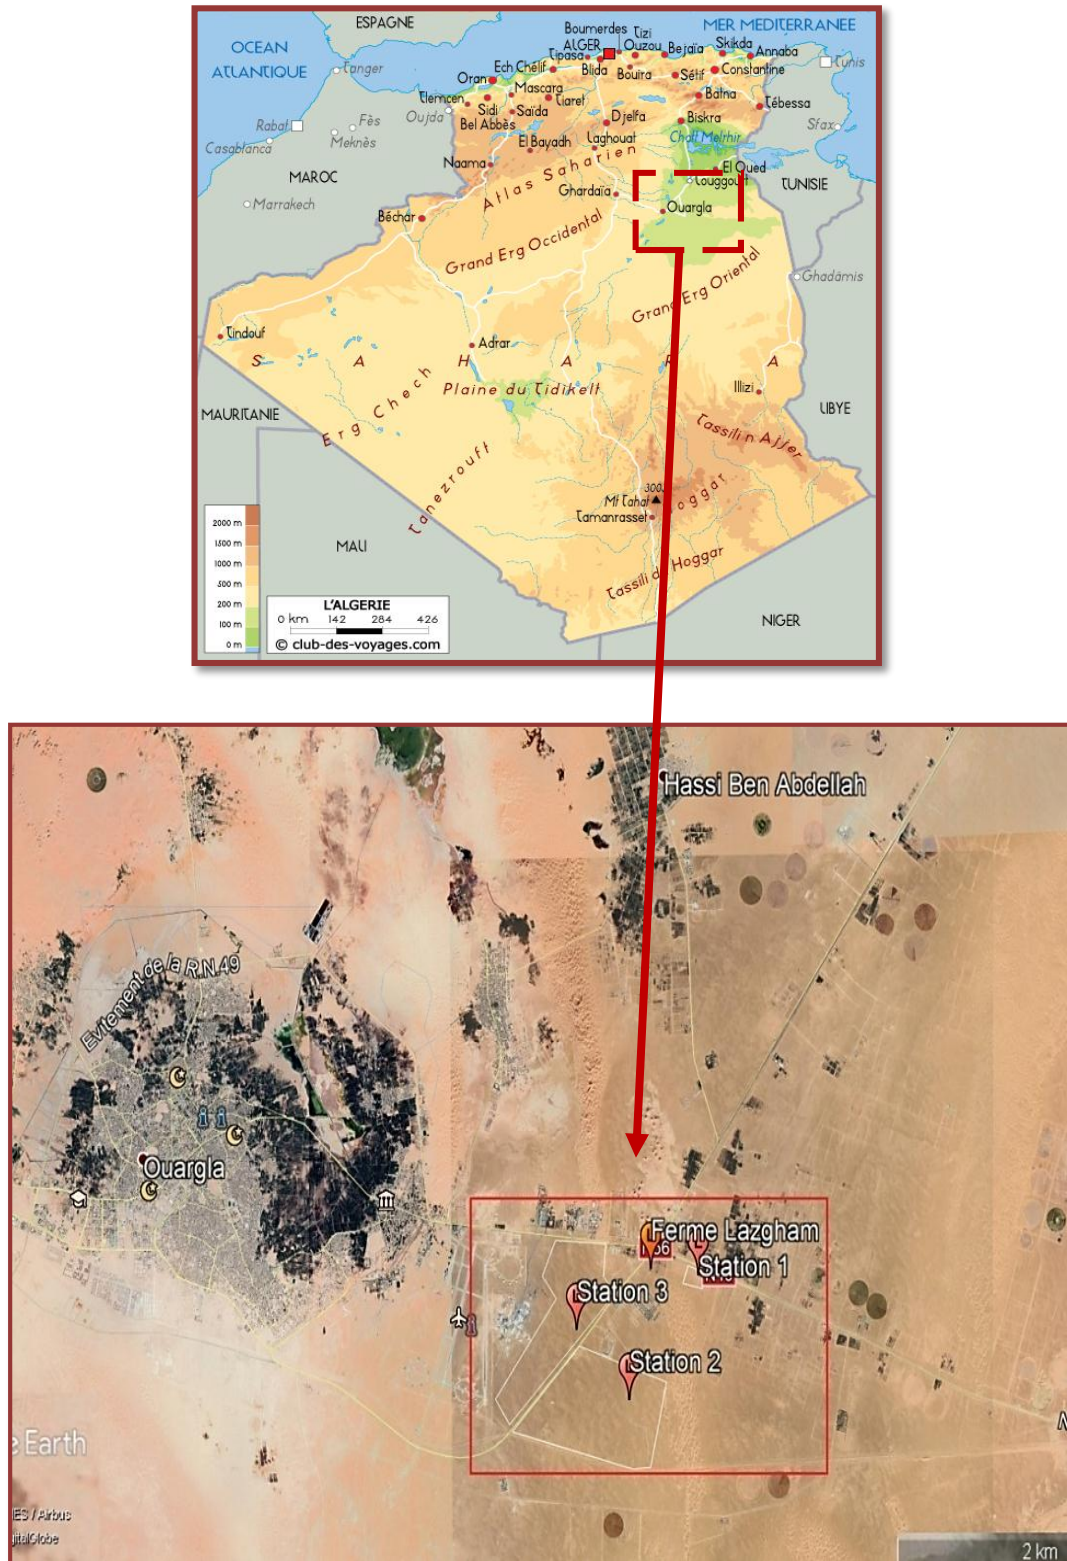 ESPAGNE
MER MEDITERRANEE
OCEAN
ATLANTIQUE
Boumerdes
ALGER
Tizi
Ouzou
Bejaïa
Skikda
Annaba
Tipasa
Blida
Bouira
Sétif
Constantine
Tunis
Tanger
Ech Chélif
Oran
Mascara
Tiaret
Batna
Tébessa
Tlemcen
Sidi
Bel Abbès
Saïda
Djelfa
Biskra
Chott Melrhir
Oujda
Rabat
Fès
Meknès
Casablanca
Sfax
El Bayadh
Laghouat
Naama
Atlas Saharien
El Oued
Touggourt
MAROC
TUNISIE
Marrakech
Ghardaïa
Ouargla
Béchar
Grand Erg Occidental
Grand Erg Oriental
Ghadāmis
Tindouf
Adrar
S A H A R A
Illizi
Plaine du Tidikelt
Erg Chech
MAURITANIE
LIBYE
Tassili n Ajjer
Tanezrouft
Mt Tahat
Hoggar
Tamanrasset
MALI
Tassili du Hoggar
NIGER
2000 m
1500 m
1000 m
500 m
200 m
100 m
0 m
L'ALGERIE
0 km 142 284 426
© club-des-voyages.com
Hassi Ben Abdellah
Evitement de la R.N.49
Ouargla
Ferme Lazgham
Station 1
Station 3
Station 2
e Earth
ES / Airbus
gitalGlobe
2 km